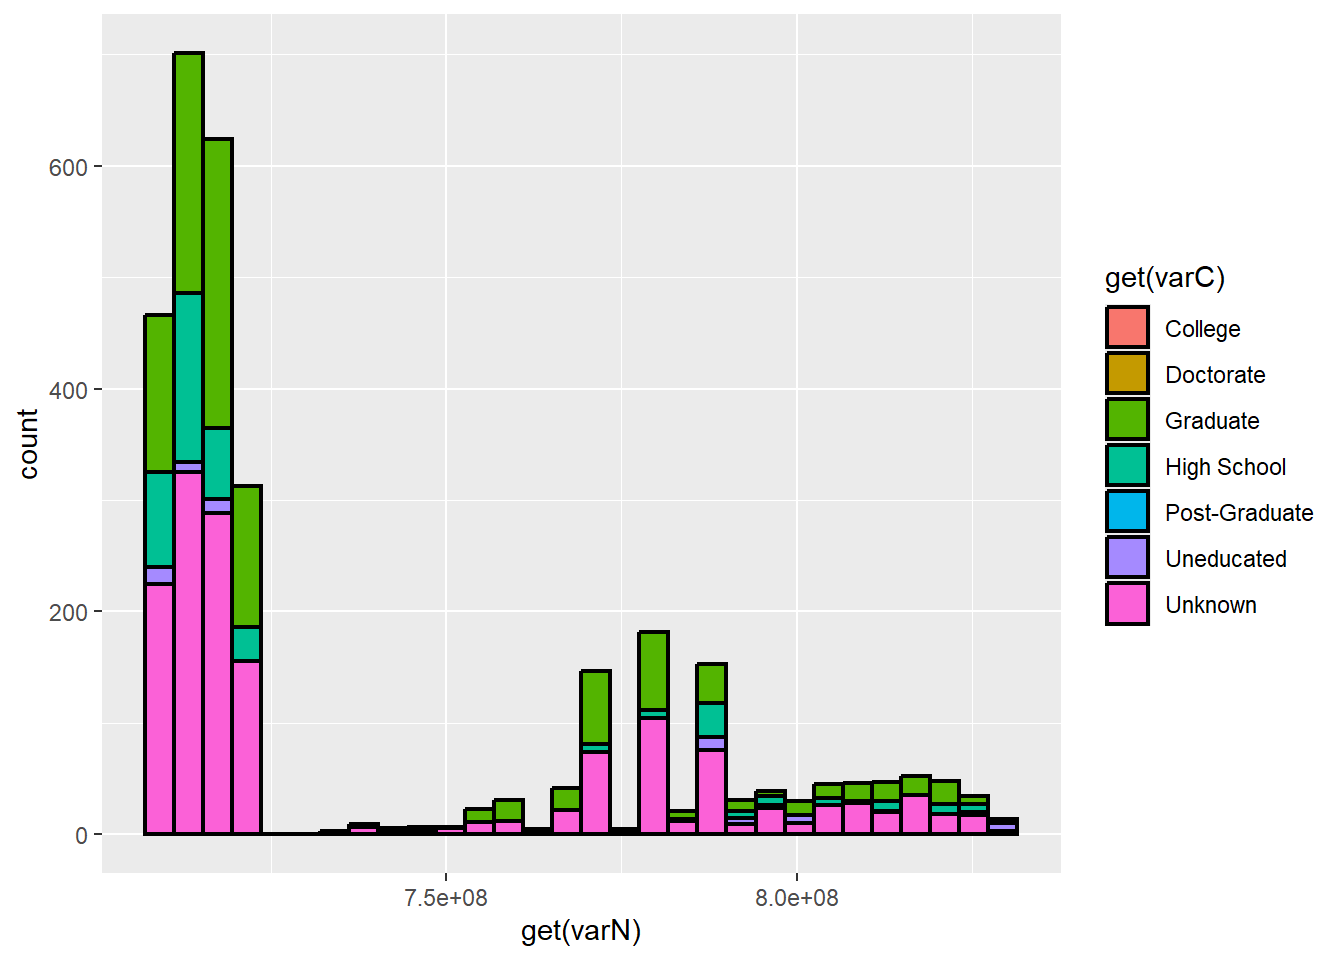 600
400
200
0
count
7.5e+08
8.0e+08
get(varN)
get(varC)
College
Doctorate
Graduate
High School
Post-Graduate
Uneducated
Unknown